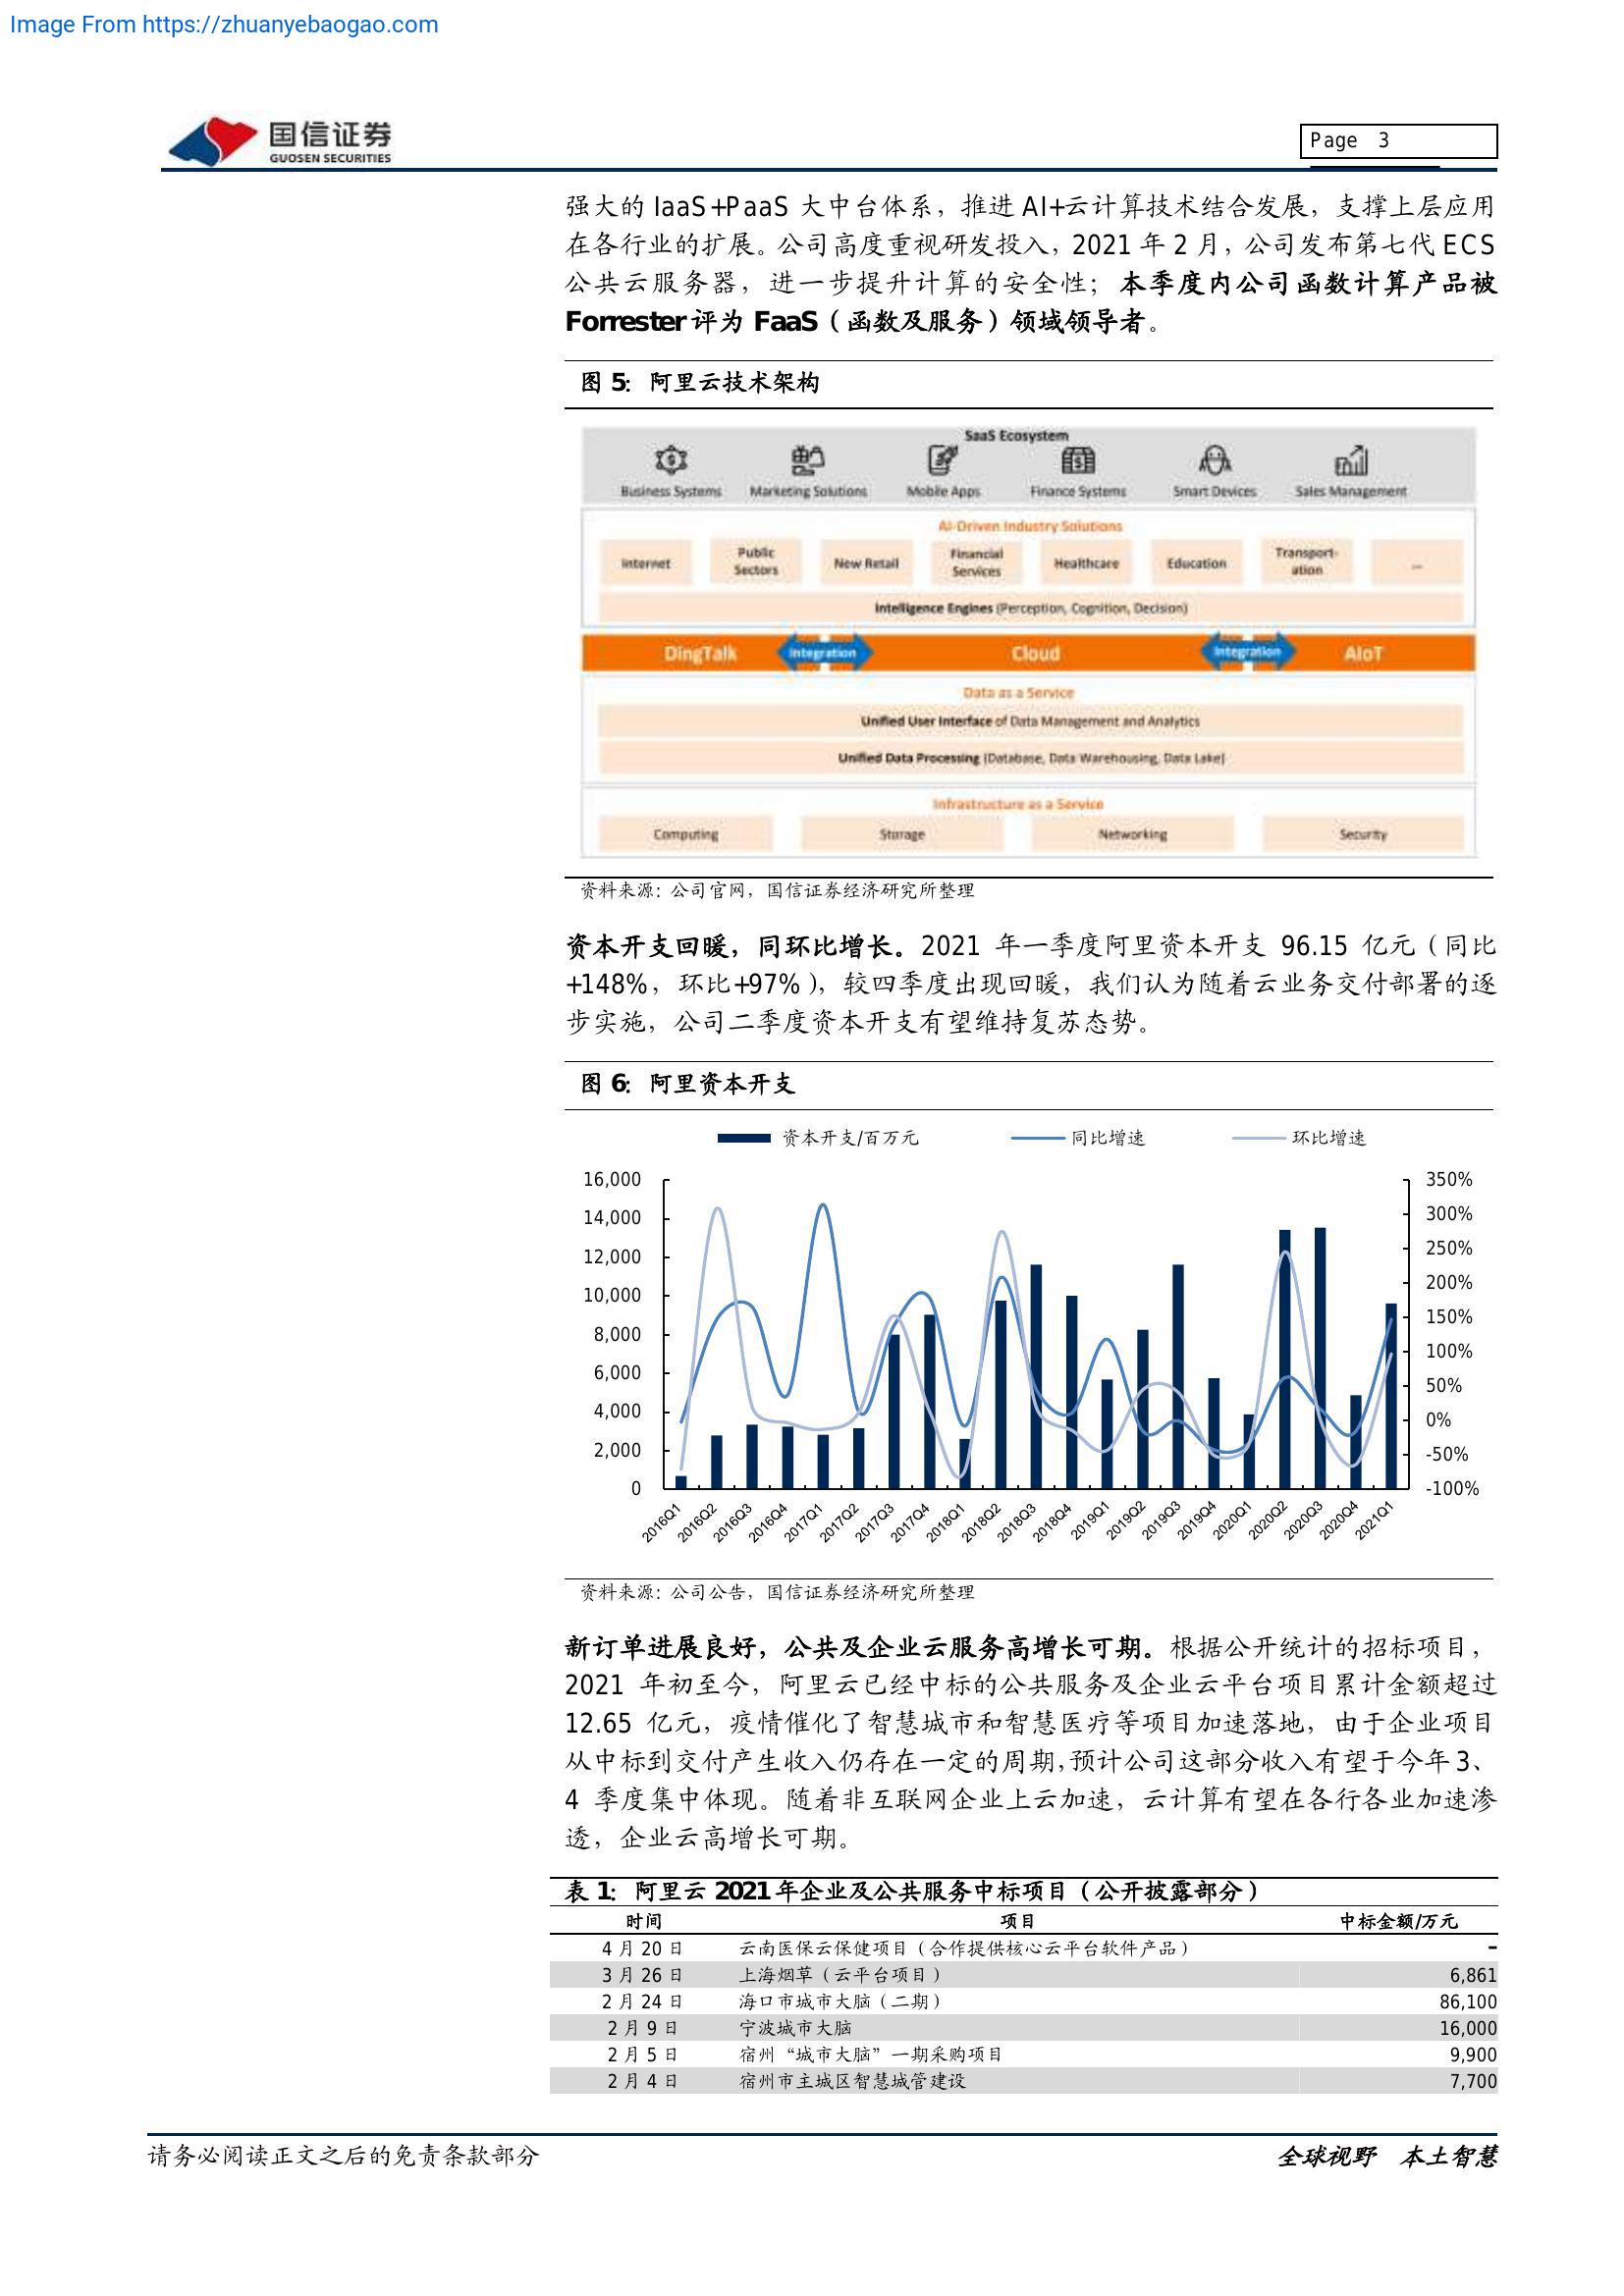 Image From https://zhuanyebaogao.com
国信证券
GUOSEN SECURITIES
Page 3
强大的 IaaS+PaaS 大中台体系，推进 AI+云计算技术结合发展，支撑上层应用
在各行业的扩展。公司高度重视研发投入，2021 年 2 月，公司发布第七代 ECS
公共云服务器，进一步提升计算的安全性；本季度内公司函数计算产品被
Forrester 评为 FaaS（函数及服务）领域领导者。
图 5：阿里云技术架构
SaaS Ecosystem
Business Systems Marketing Solutions Mobile Apps Finance Systems Smart Devices Sales Management
AI-Driven Industry Solutions
Internet Public Sectors New Retail Financial Services Healthcare Education Transport-ation ...
Intelligence Engines (Perception, Cognition, Decision)
DingTalk Integration Cloud Integration AIoT
Data as a Service
Unified User Interface of Data Management and Analytics
Unified Data Processing (Database, Data Warehousing, Data Lake)
Infrastructure as a Service
Computing Storage Networking Security
资料来源：公司官网，国信证券经济研究所整理
资本开支回暖，同环比增长。2021 年一季度阿里资本开支 96.15 亿元（同比
+148%，环比+97%），较四季度出现回暖，我们认为随着云业务交付部署的逐
步实施，公司二季度资本开支有望维持复苏态势。
图 6：阿里资本开支
资本开支/百万元 同比增速 环比增速
16,000 350%
14,000 300%
12,000 250%
10,000 200%
8,000 150%
6,000 100%
4,000 50%
2,000 0%
0 -50%
-100%
2016Q1 2016Q2 2016Q3 2016Q4 2017Q1 2017Q2 2017Q3 2017Q4 2018Q1 2018Q2 2018Q3 2018Q4 2019Q1 2019Q2 2019Q3 2019Q4 2020Q1 2020Q2 2020Q3 2020Q4 2021Q1
资料来源：公司公告，国信证券经济研究所整理
新订单进展良好，公共及企业云服务高增长可期。根据公开统计的招标项目，
2021 年初至今，阿里云已经中标的公共服务及企业云平台项目累计金额超过
12.65 亿元，疫情催化了智慧城市和智慧医疗等项目加速落地，由于企业项目
从中标到交付产生收入仍存在一定的周期，预计公司这部分收入有望于今年 3、
4 季度集中体现。随着非互联网企业上云加速，云计算有望在各行各业加速渗
透，企业云高增长可期。
表 1：阿里云 2021 年企业及公共服务中标项目（公开披露部分）
时间 项目 中标金额/万元
4 月 20 日 云南医保云保健项目（合作提供核心云平台软件产品） -
3 月 26 日 上海烟草（云平台项目） 6,861
2 月 24 日 海口市城市大脑（二期） 86,100
2 月 9 日 宁波城市大脑 16,000
2 月 5 日 宿州“城市大脑”一期采购项目 9,900
2 月 4 日 宿州市主城区智慧城管建设 7,700
请务必阅读正文之后的免责条款部分 全球视野 本土智慧